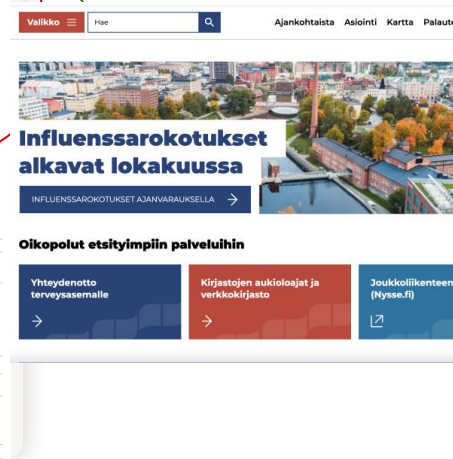 Valikko
Hae
Ajankohtaista Asiointi Kartta Palaute
Influenssarokotukset
alkavat lokakuussa
INFLUENSSAROKOTUKSET AJANVARAUKSELLA
Oikopolut etsityimpiin palveluihin
Yhteydenotto
terveysasemalle
Kirjastojen aukioloajat ja
verkkokirjasto
Joukkoliikenteen
(Nysse.fi)